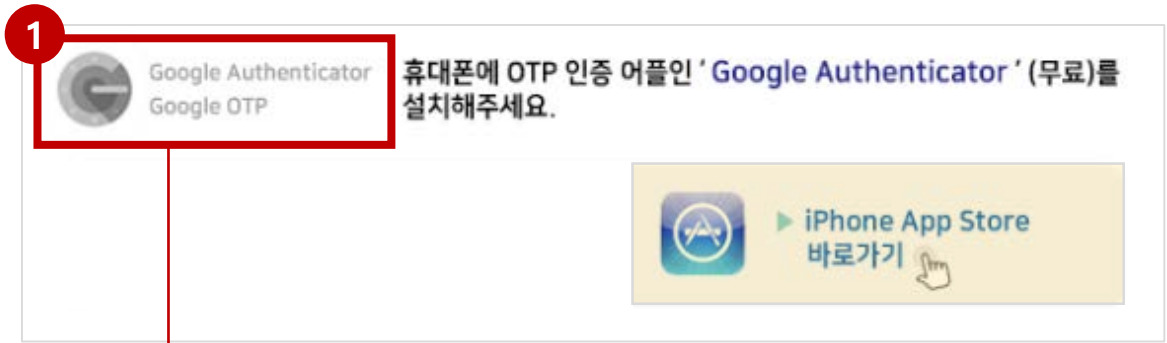 1
Google Authenticator
Google OTP
휴대폰에 OTP 인증 어플인 ‘Google Authenticator ’ (무료)를
설치해주세요.
▶ iPhone App Store
바로가기